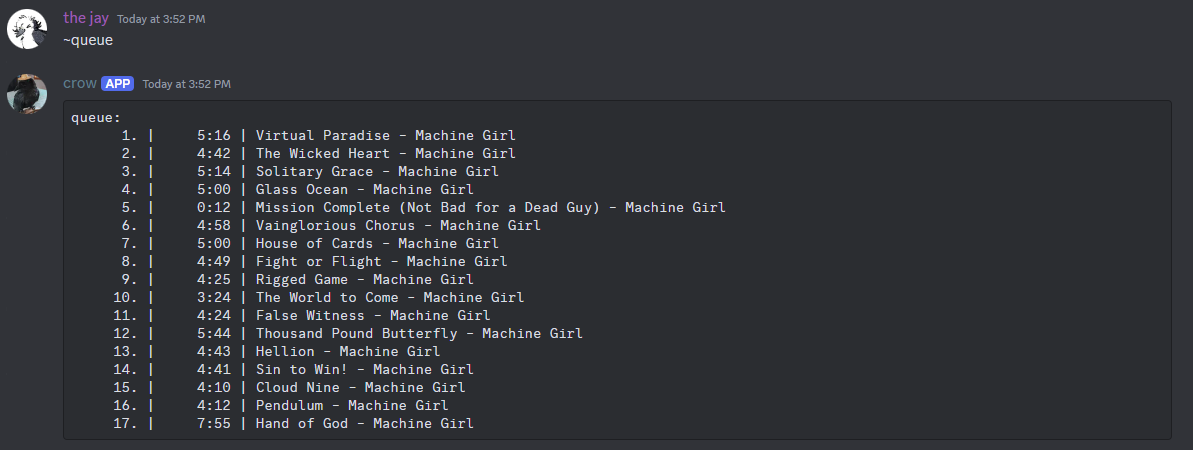 the jay Today at 3:52 PM
~queue
crow APP Today at 3:52 PM
queue:
1. | 5:16 | Virtual Paradise - Machine Girl
2. | 4:42 | The Wicked Heart - Machine Girl
3. | 5:14 | Solitary Grace - Machine Girl
4. | 5:00 | Glass Ocean - Machine Girl
5. | 0:12 | Mission Complete (Not Bad for a Dead Guy) - Machine Girl
6. | 4:58 | Vainglorious Chorus - Machine Girl
7. | 5:00 | House of Cards - Machine Girl
8. | 4:49 | Fight or Flight - Machine Girl
9. | 4:25 | Rigged Game - Machine Girl
10. | 3:24 | The World to Come - Machine Girl
11. | 4:24 | False Witness - Machine Girl
12. | 5:44 | Thousand Pound Butterfly - Machine Girl
13. | 4:43 | Hellion - Machine Girl
14. | 4:41 | Sin to Win! - Machine Girl
15. | 4:10 | Cloud Nine - Machine Girl
16. | 4:12 | Pendulum - Machine Girl
17. | 7:55 | Hand of God - Machine Girl